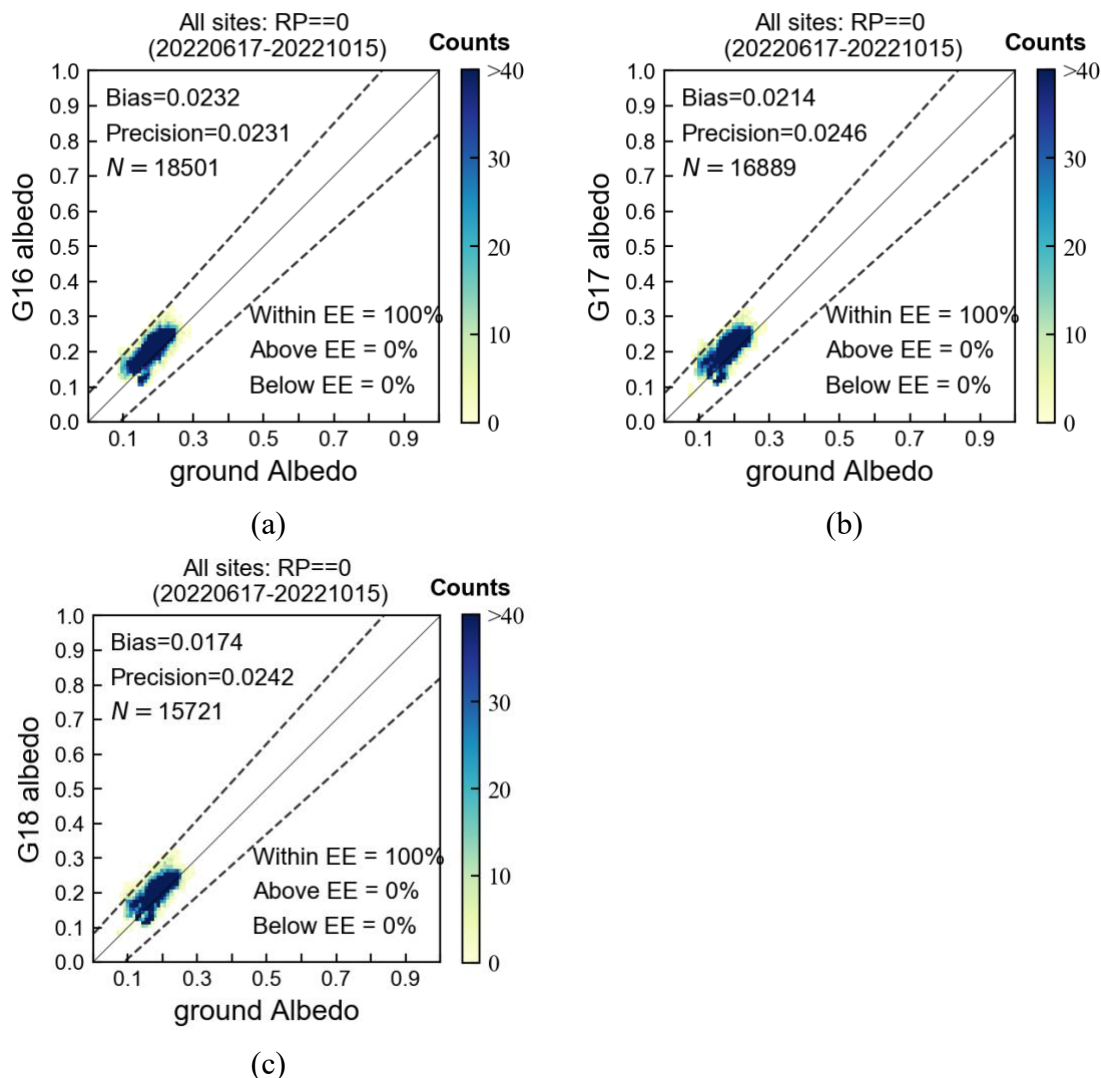 All sites: RP==0
(20220617-20221015)
Counts
>40
30
20
10
0
1.0
0.9
0.8
0.7
0.6
0.5
0.4
0.3
0.2
0.1
0.0
G16 albedo
Bias=0.0232
Precision=0.0231
N = 18501
Within EE = 100%
Above EE = 0%
Below EE = 0%
0.1 0.3 0.5 0.7 0.9
ground Albedo
(a)
All sites: RP==0
(20220617-20221015)
Counts
>40
30
20
10
0
1.0
0.9
0.8
0.7
0.6
0.5
0.4
0.3
0.2
0.1
0.0
G17 albedo
Bias=0.0214
Precision=0.0246
N = 16889
Within EE = 100%
Above EE = 0%
Below EE = 0%
0.1 0.3 0.5 0.7 0.9
ground Albedo
(b)
All sites: RP==0
(20220617-20221015)
Counts
>40
30
20
10
0
1.0
0.9
0.8
0.7
0.6
0.5
0.4
0.3
0.2
0.1
0.0
G18 albedo
Bias=0.0174
Precision=0.0242
N = 15721
Within EE = 100%
Above EE = 0%
Below EE = 0%
0.1 0.3 0.5 0.7 0.9
ground Albedo
(c)